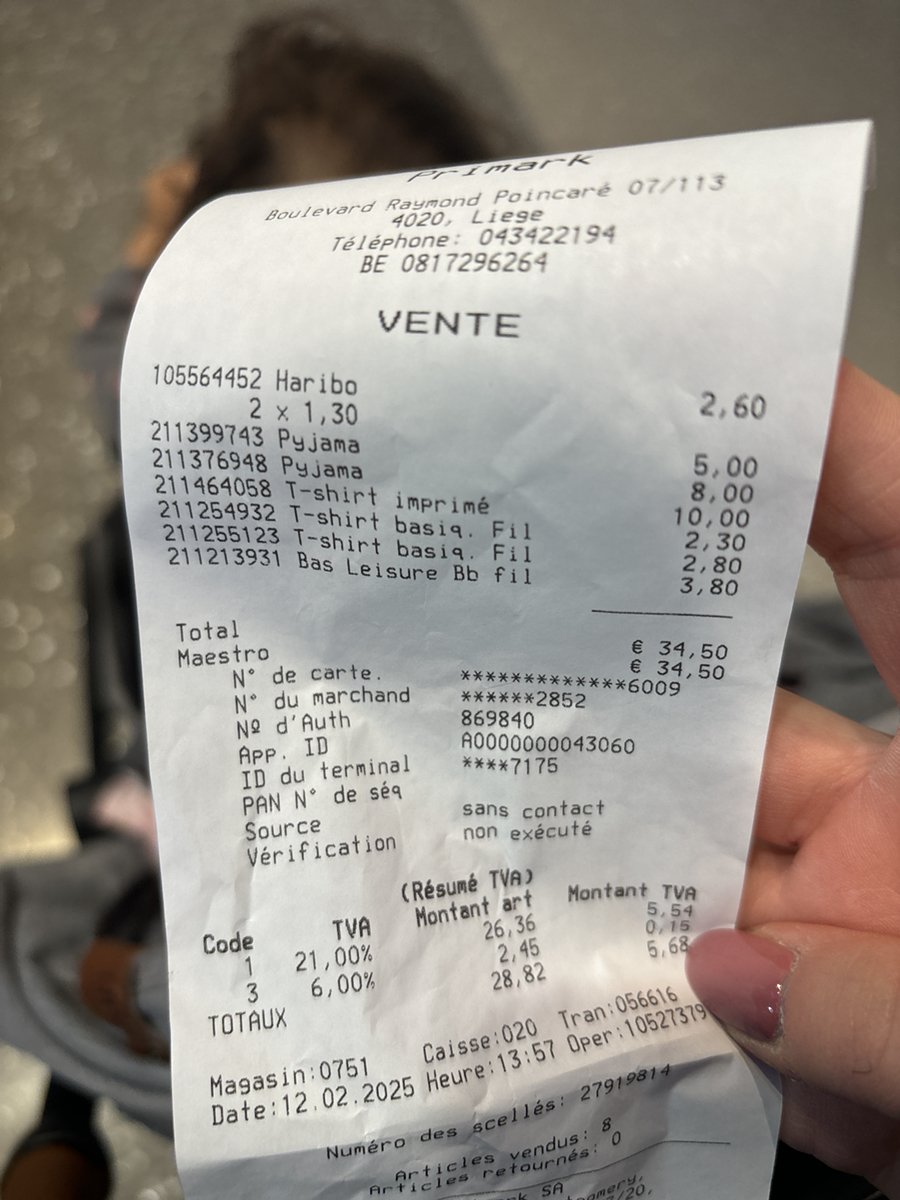 Primark
Boulevard Raymond Poincaré 07/113
4020, Liege
Téléphone: 043422194
BE 0817296264
VENTE
105564452 Haribo
2 x 1,30 2,60
211399743 Pyjama 5,00
211376948 Pyjama 8,00
211464058 T-shirt imprimé 10,00
211254932 T-shirt basiq. Fil 2,30
211255123 T-shirt basiq. Fil 2,80
211213931 Bas Leisure Bb fil 3,80
Total € 34,50
Maestro € 34,50
N° de carte. *************6009
N° du marchand ******2852
Nº d'Auth 869840
App. ID A0000000043060
ID du terminal ****7175
PAN N° de séq
Source sans contact
Vérification non exécuté
(Résumé TVA)
Code TVA Montant art Montant TVA
1 21,00% 26,36 5,54
3 6,00% 2,45 0,15
TOTAUX 28,82 5,68
Magasin:0751 Caisse:020 Tran:056616
Date:12.02.2025 Heure:13:57 Oper:10527379
Numéro des scellés: 27919814
Articles vendus: 8
Articles retournés: 0
SA